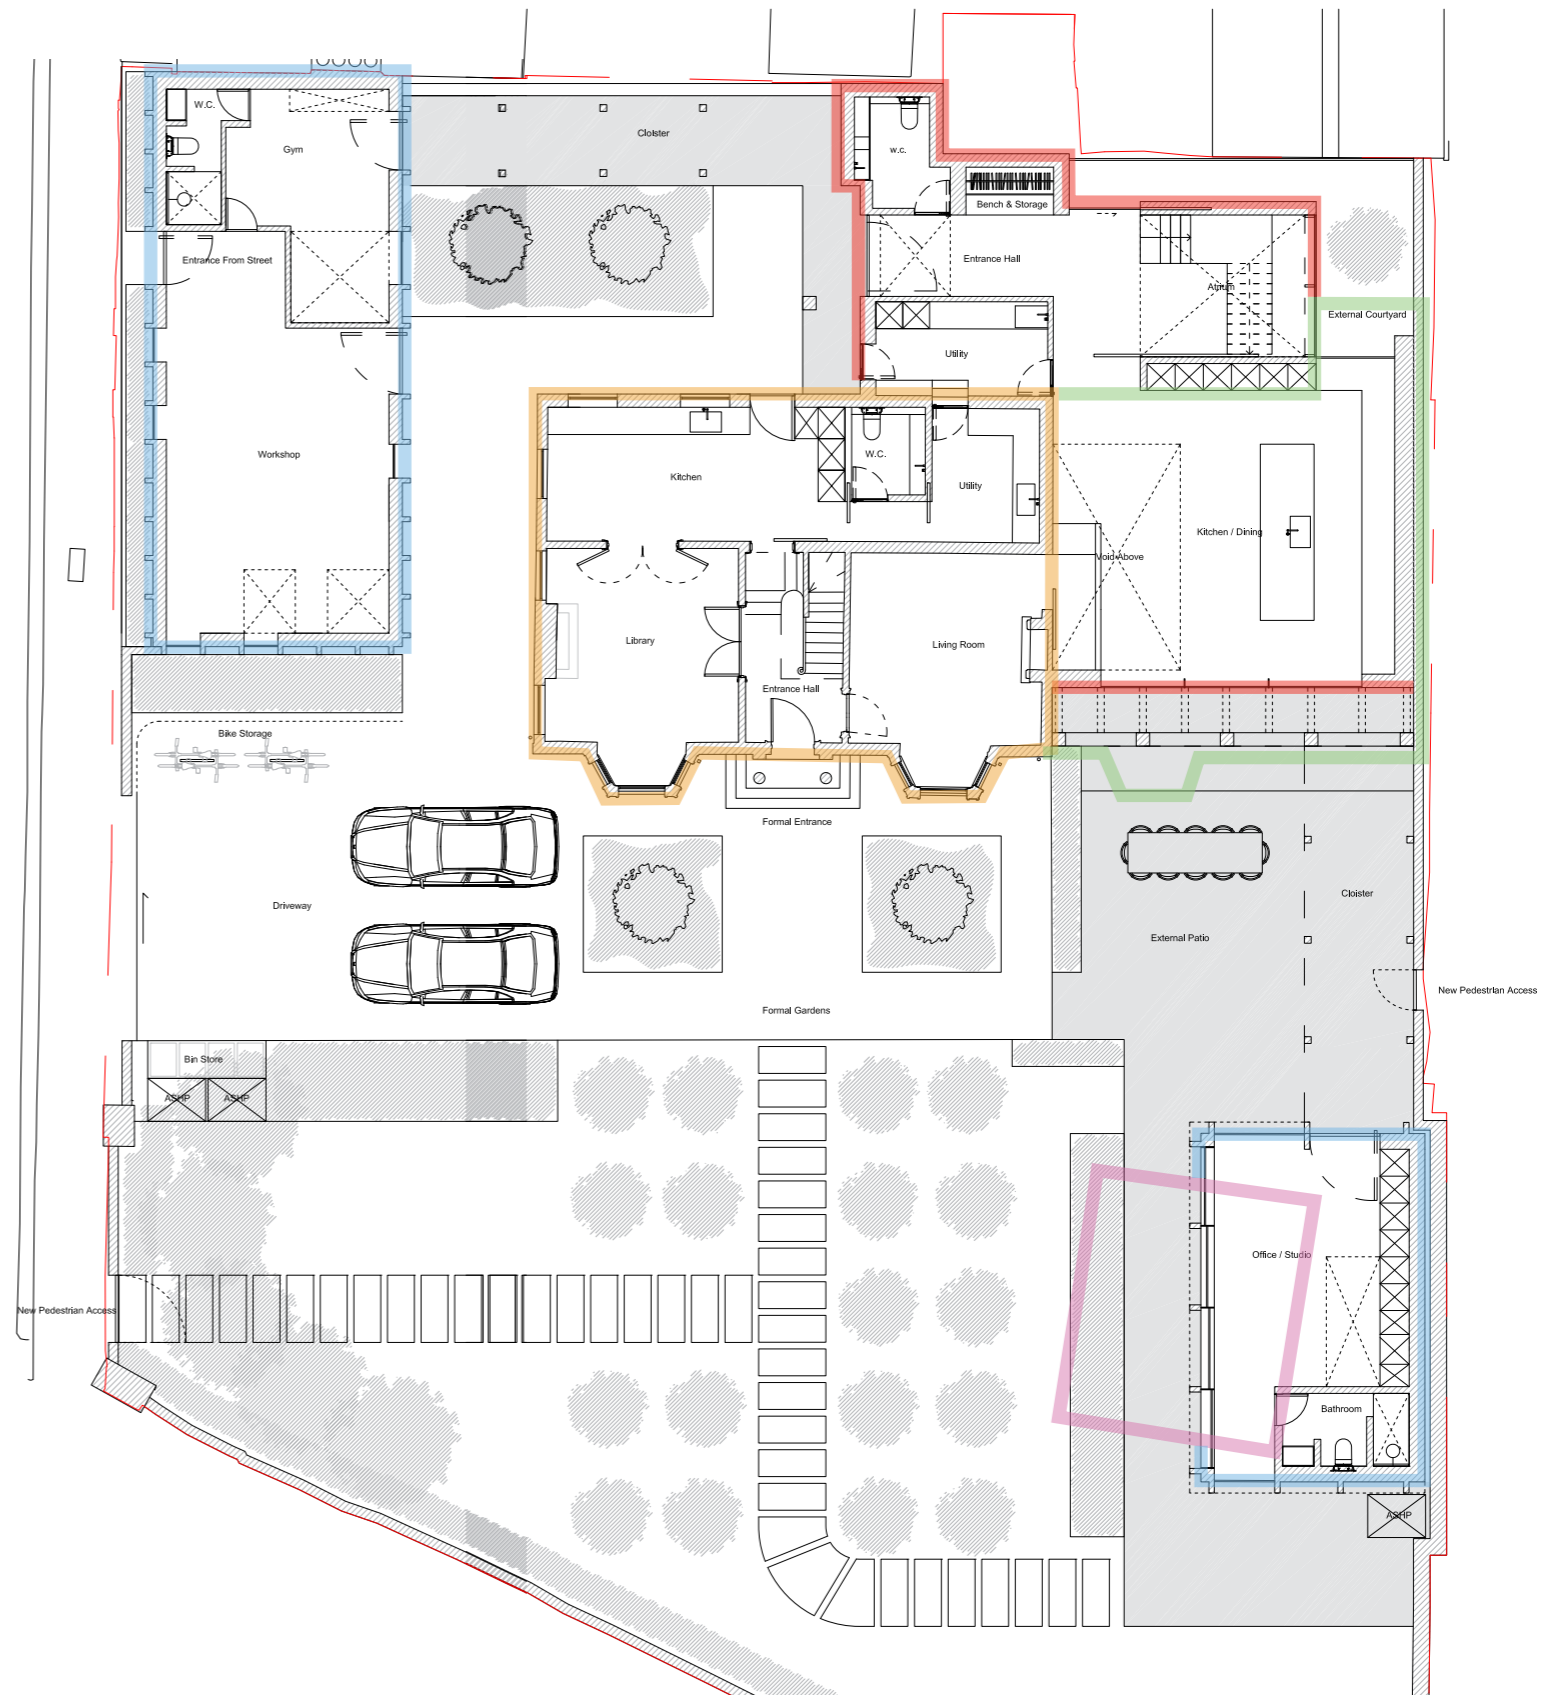 W.C.
Gym
Cloister
w.c.
Bench & Storage
Entrance From Street
Entrance Hall
Atrium
External Courtyard
Utility
Workshop
Kitchen
W.C.
Utility
Kitchen / Dining
Void Above
Library
Living Room
Entrance Hall
Bike Storage
Formal Entrance
Driveway
Cloister
External Patio
New Pedestrian Access
Formal Gardens
Bin Store
ASHP
ASHP
Office / Studio
New Pedestrian Access
Bathroom
ASHP